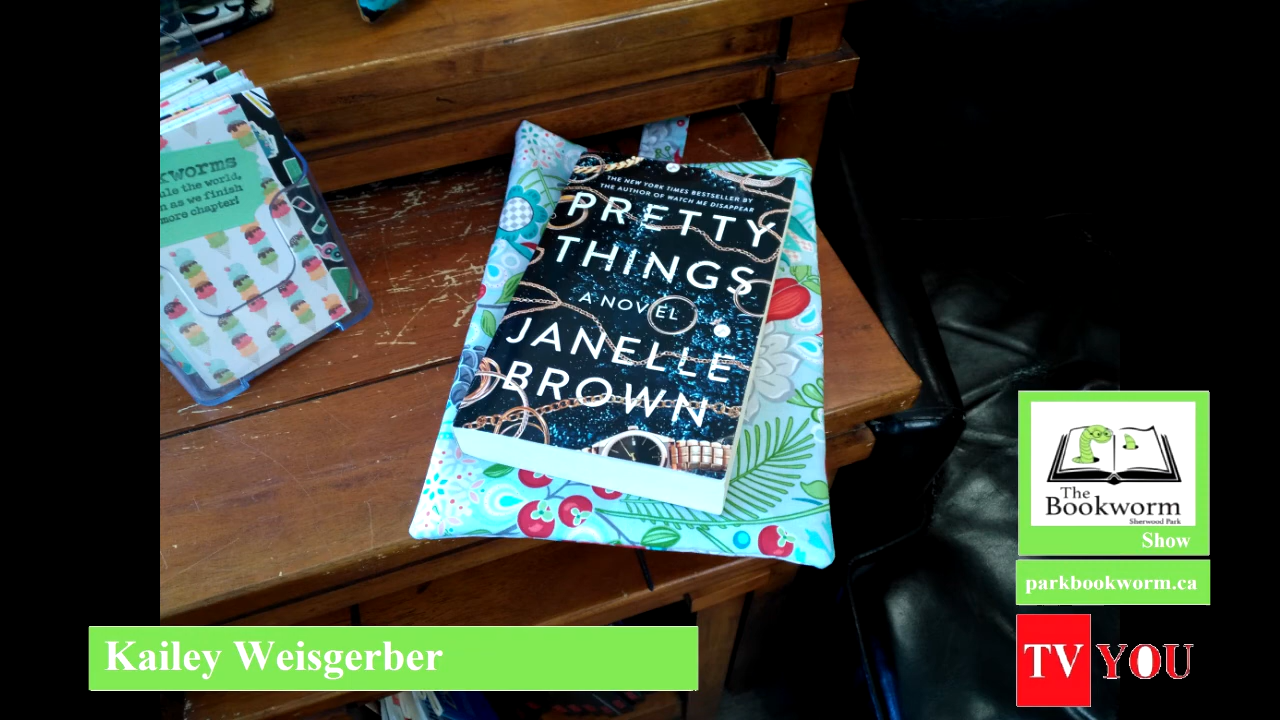 kworms
ule the world,
n as we finish
more chapter!
THE NEW YORK TIMES BESTSELLER BY
THE AUTHOR OF WATCH ME DISAPPEAR
PRETTY
THINGS
A NOVEL
JANELLE
BROWN
The
Bookworm
Sherwood Park
Show
parkbookworm.ca
Kailey Weisgerber
TV YOU